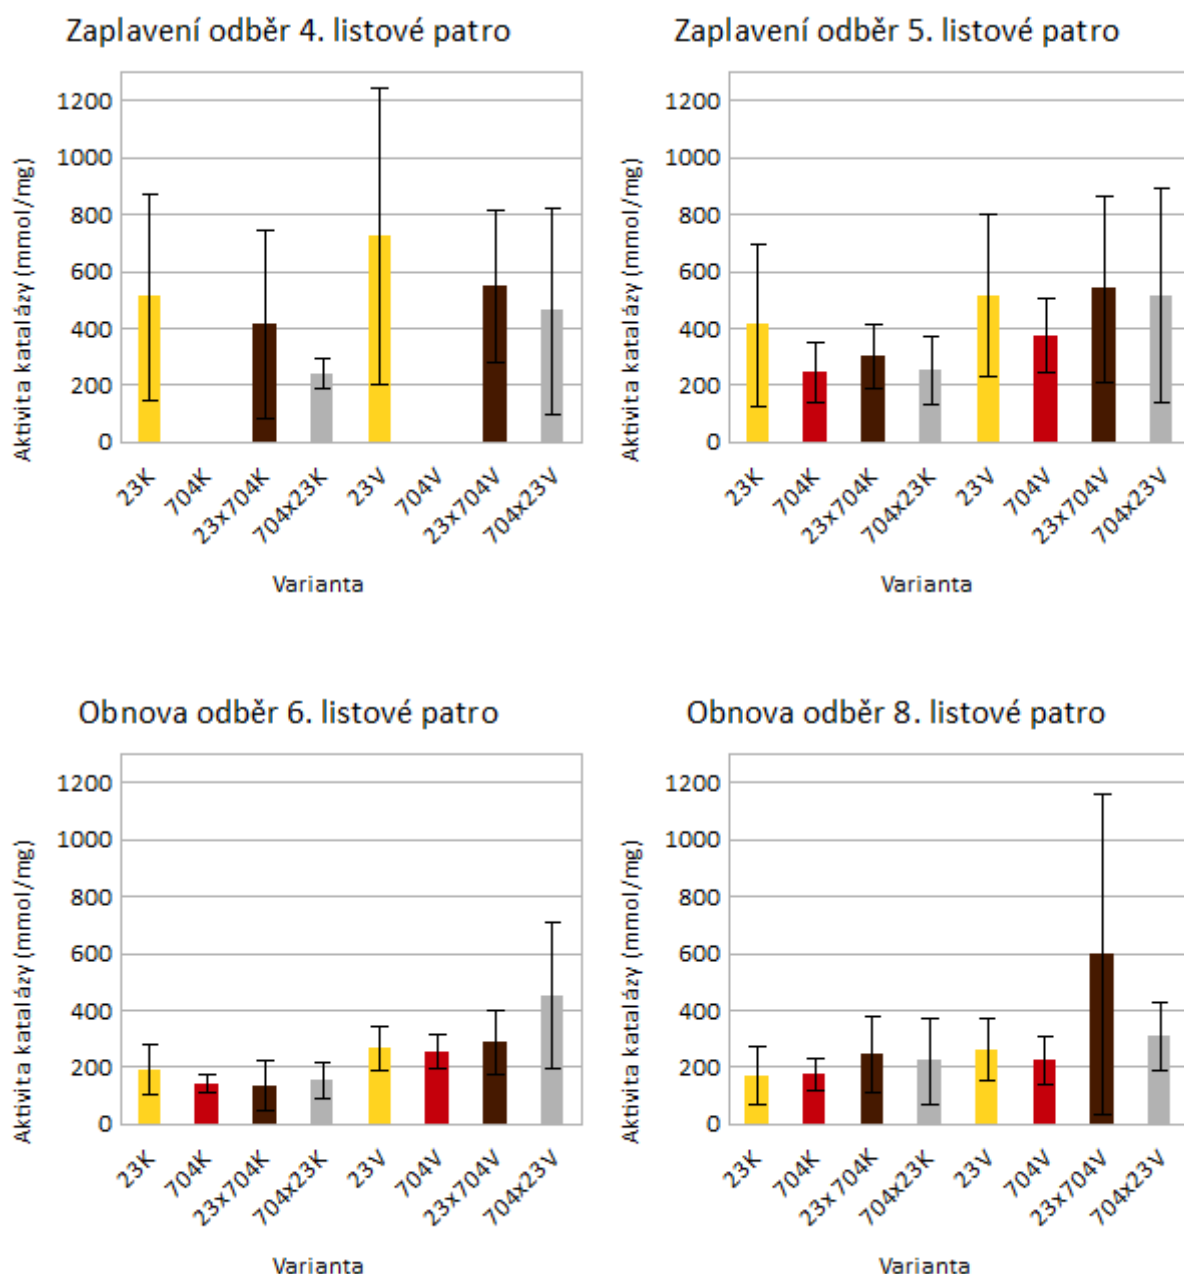 Zaplavení odběr 4. listové patro
Aktivita katalázy (mmol/mg)
1200
1000
800
600
400
200
0
23K
704K
23x704K
704x23K
23V
704V
23x704V
704x23V
Varianta
Zaplavení odběr 5. listové patro
Aktivita katalázy (mmol/mg)
1200
1000
800
600
400
200
0
23K
704K
23x704K
704x23K
23V
704V
23x704V
704x23V
Varianta
Obnova odběr 6. listové patro
Aktivita katalázy (mmol/mg)
1200
1000
800
600
400
200
0
23K
704K
23x704K
704x23K
23V
704V
23x704V
704x23V
Varianta
Obnova odběr 8. listové patro
Aktivita katalázy (mmol/mg)
1200
1000
800
600
400
200
0
23K
704K
23x704K
704x23K
23V
704V
23x704V
704x23V
Varianta